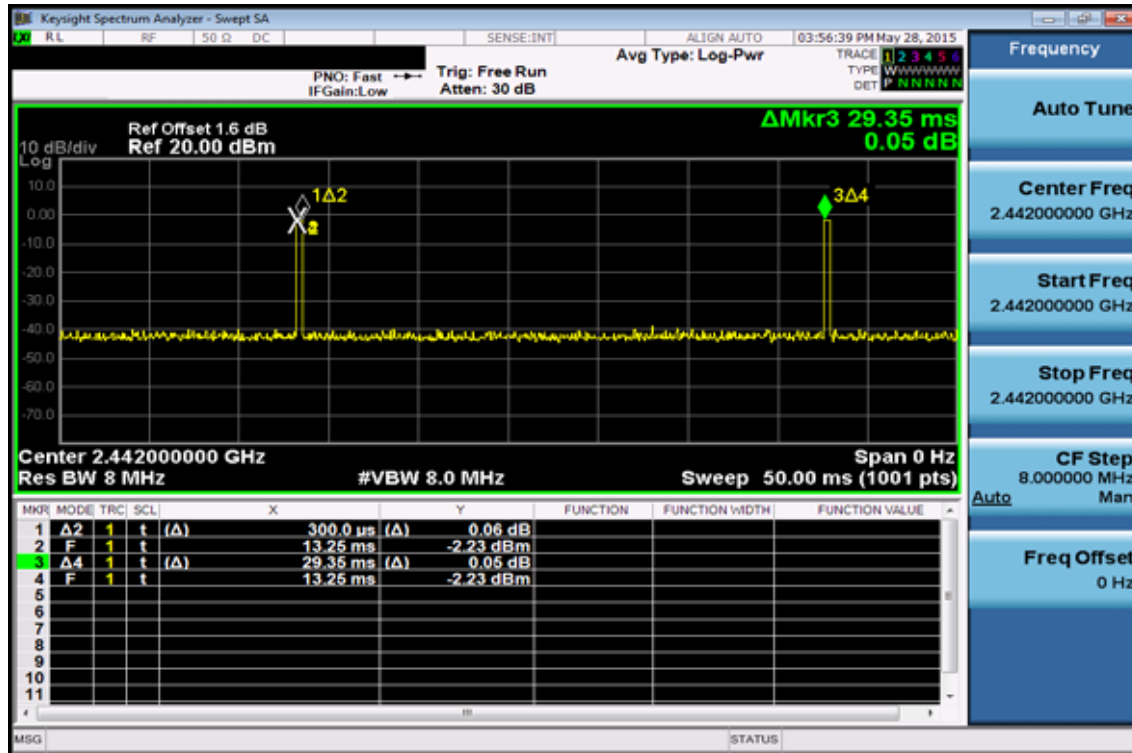 Keysight Spectrum Analyzer - Swept SA
RL RF 50 Ω DC SENSE:INT ALIGN AUTO 03:56:39 PM May 28, 2015
Avg Type: Log-Pwr TRACE 1 2 3 4 5 6
PNO: Fast Trig: Free Run TYPE WWWWWWW
IFGain:Low Atten: 30 dB DET P N N N N N
ΔMkr3 29.35 ms
0.05 dB
Ref Offset 1.6 dB
10 dB/div Ref 20.00 dBm
Log
10.0
0.00
-10.0
-20.0
-30.0
-40.0
-50.0
-60.0
-70.0
1Δ2
2
3Δ4
Center 2.442000000 GHz Span 0 Hz
Res BW 8 MHz #VBW 8.0 MHz Sweep 50.00 ms (1001 pts)
MKR MODE TRC SCL X Y FUNCTION FUNCTION WIDTH FUNCTION VALUE
1 Δ2 1 t (Δ) 300.0 µs (Δ) 0.06 dB
2 F 1 t 13.25 ms -2.23 dBm
3 Δ4 1 t (Δ) 29.35 ms (Δ) 0.05 dB
4 F 1 t 13.25 ms -2.23 dBm
5
6
7
8
9
10
11
MSG STATUS
Frequency
Auto Tune
Center Freq
2.442000000 GHz
Start Freq
2.442000000 GHz
Stop Freq
2.442000000 GHz
CF Step
8.000000 MHz
Auto Man
Freq Offset
0 Hz